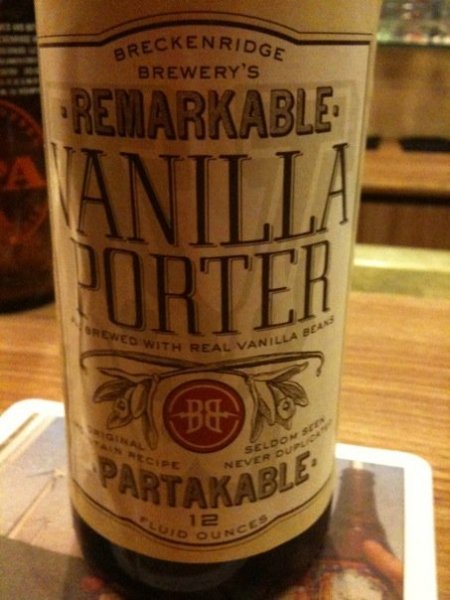 BRECKENRIDGE
BREWERY'S
REMARKABLE
VANILLA
PORTER
BREWED WITH REAL VANILLA BEANS
BB
ORIGINAL
RECIPE
SELDOM SEEN
NEVER DUPLICATED
PARTAKABLE
12
FLUID OUNCES
PA